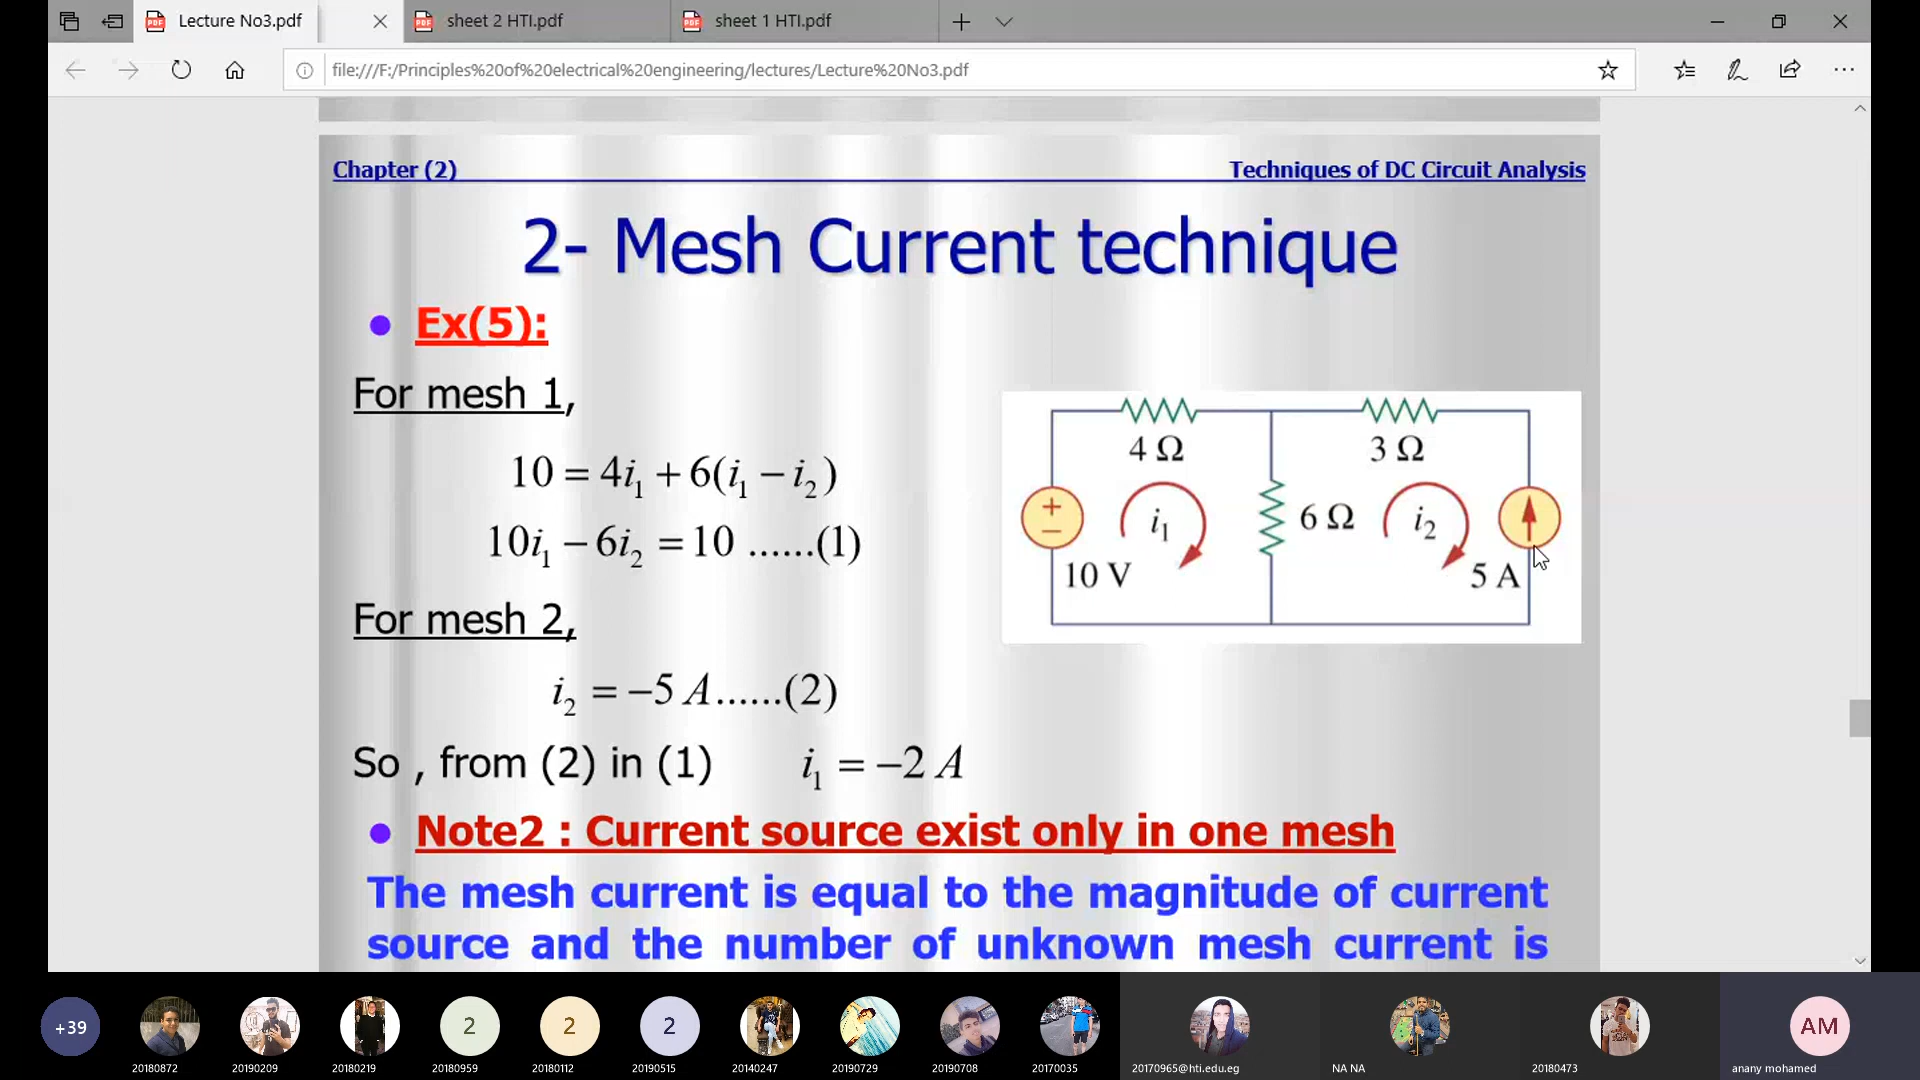 Lecture No3.pdf
sheet 2 HTI.pdf
sheet 1 HTI.pdf
file:///F:/Principles%20of%20electrical%20engineering/lectures/Lecture%20No3.pdf
Chapter (2)
Techniques of DC Circuit Analysis
2- Mesh Current technique
Ex(5):
For mesh 1,
10 = 4i₁ + 6(i₁ − i₂)
10i₁ − 6i₂ = 10 ......(1)
For mesh 2,
i₂ = −5 A......(2)
So , from (2) in (1) i₁ = −2 A
4 Ω
3 Ω
+
−
i₁
6 Ω
i₂
10 V
5 A
Note2 : Current source exist only in one mesh
The mesh current is equal to the magnitude of current
source and the number of unknown mesh current is
+39
2
2
2
AM
20180872
20190209
20180219
20180959
20180112
20190515
20140247
20190729
20190708
20170035
20170965@hti.edu.eg
NA NA
20180473
anany mohamed